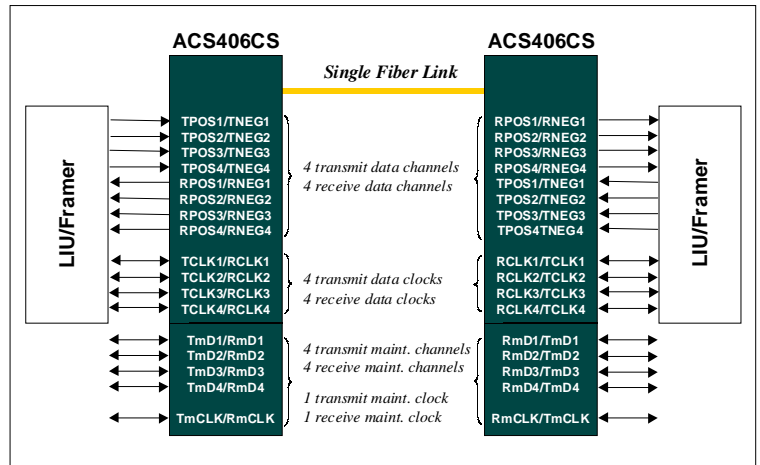 ACS406CS
ACS406CS
Single Fiber Link
LIU/Framer
TPOS1/TNEG1
TPOS2/TNEG2
TPOS3/TNEG3
TPOS4/TNEG4
RPOS1/RNEG1
RPOS2/RNEG2
RPOS3/RNEG3
RPOS4/RNEG4
TCLK1/RCLK1
TCLK2/RCLK2
TCLK3/RCLK3
TCLK4/RCLK4
TmD1/RmD1
TmD2/RmD2
TmD3/RmD3
TmD4/RmD4
TmCLK/RmCLK
4 transmit data channels
4 receive data channels
4 transmit data clocks
4 receive data clocks
4 transmit maint. channels
4 receive maint. channels
1 transmit maint. clock
1 receive maint. clock
RPOS1/RNEG1
RPOS2/RNEG2
RPOS3/RNEG3
RPOS4/RNEG4
TPOS1/TNEG1
TPOS2/TNEG2
TPOS3/TNEG3
TPOS4TNEG4
RCLK1/TCLK1
RCLK2/TCLK2
RCLK3/TCLK3
RCLK4/TCLK4
RmD1/TmD1
RmD2/TmD2
RmD3/TmD3
RmD4/TmD4
RmCLK/TmCLK
LIU/Framer